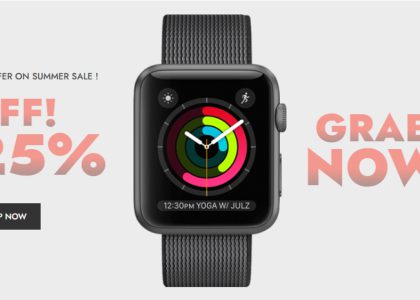 FER ON SUMMER SALE !
FF!
25%
P NOW
12:30PM YOGA W/ JULZ
GRAB
NOW